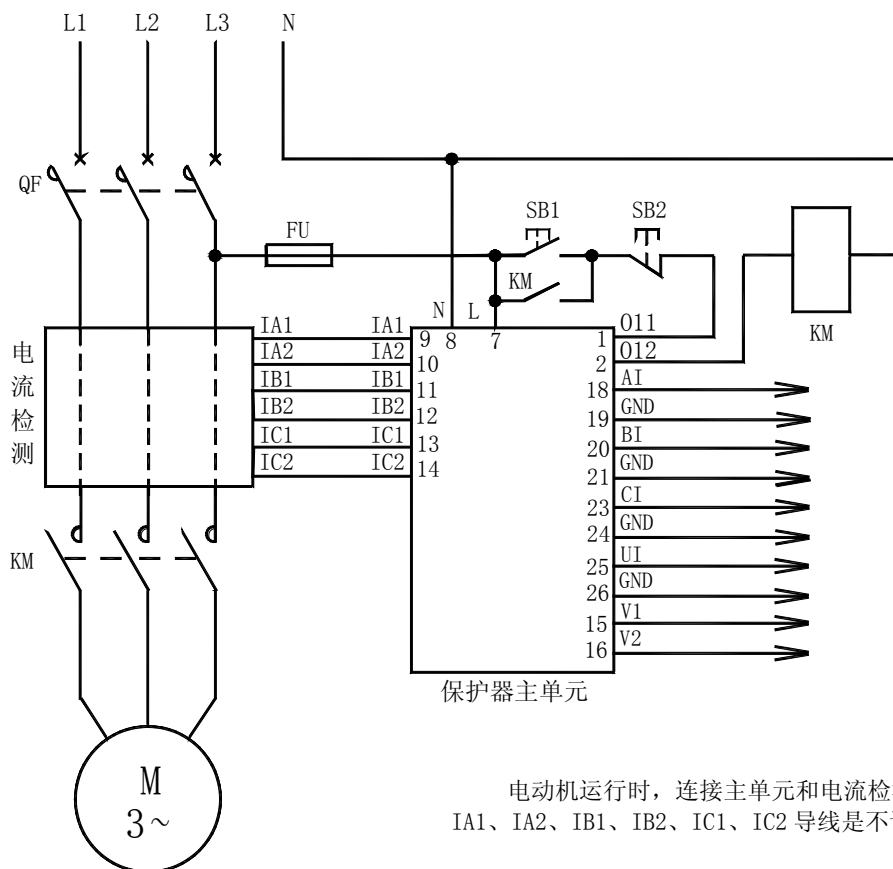 L1 L2 L3 N
QF
FU
SB1 SB2
KM
N L
KM
电流检测
IA1 IA1 9 8 7 1 O11
IA2 IA2 10 2 O12
IB1 IB1 11 18 AI
IB2 IB2 12 19 GND
IC1 IC1 13 20 BI
IC2 IC2 14 21 GND
23 CI
24 GND
KM
25 UI
26 GND
15 V1
16 V2
保护器主单元
M
3~
电动机运行时，连接主单元和电流检
IA1、IA2、IB1、IB2、IC1、IC2 导线是不